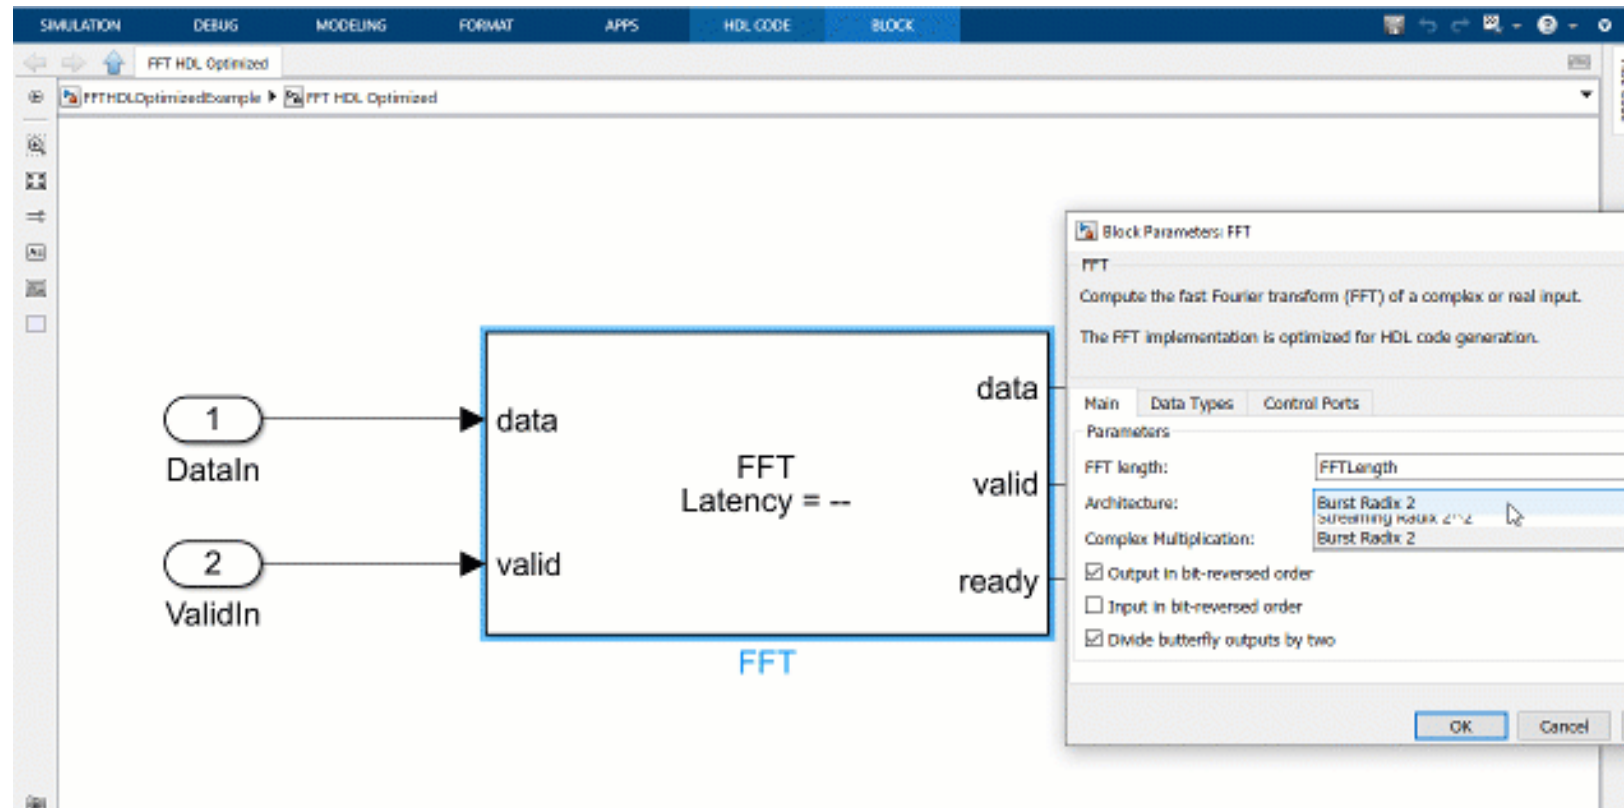 SIMULATION DEBUG MODELING FORMAT APPS HDL CODE BLOCK
FFT HDL Optimized
FFTHDLOptimizedExample FFT HDL Optimized
Block Parameters: FFT
FFT
Compute the fast Fourier transform (FFT) of a complex or real input.
The FFT implementation is optimized for HDL code generation.
Main Data Types Control Ports
Parameters
FFT length: FFTLength
Architecture: Burst Radix 2
Streaming Radix 2^2
Complex Multiplication: Burst Radix 2
Output in bit-reversed order
Input in bit-reversed order
Divide butterfly outputs by two
OK Cancel
1
DataIn
2
ValidIn
data
valid
FFT
Latency = --
data
valid
ready
FFT